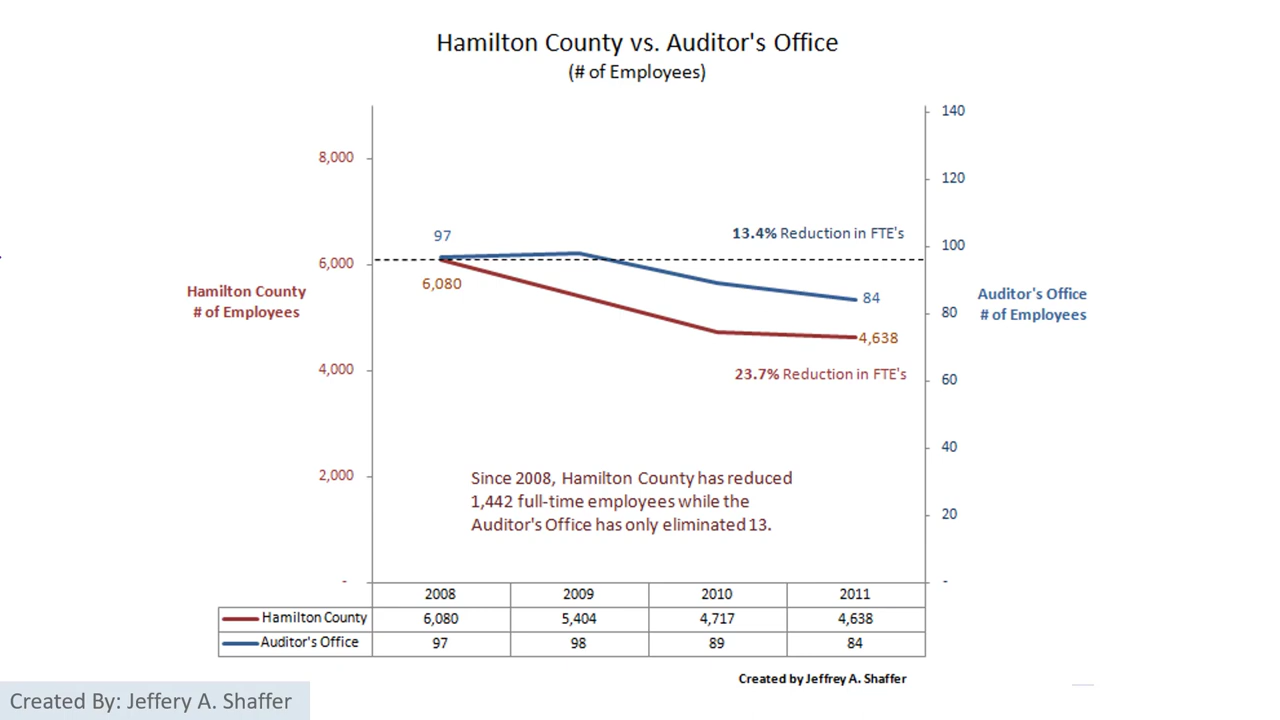 Hamilton County vs. Auditor's Office
(# of Employees)
140
8,000
120
97
13.4% Reduction in FTE's
100
6,000
6,080
Hamilton County
# of Employees
84
Auditor's Office
# of Employees
80
4,638
4,000
23.7% Reduction in FTE's
60
40
2,000
Since 2008, Hamilton County has reduced
1,442 full-time employees while the
Auditor's Office has only eliminated 13.
20
- -
2008 2009 2010 2011
Hamilton County 6,080 5,404 4,717 4,638
Auditor's Office 97 98 89 84
Created by Jeffrey A. Shaffer
Created By: Jeffery A. Shaffer